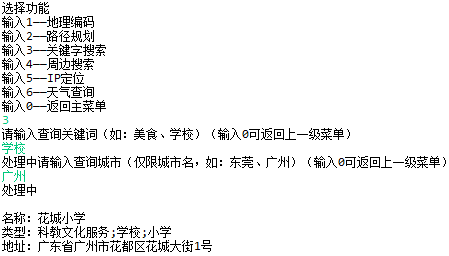 选择功能
输入1——地理编码
输入2——路径规划
输入3——关键字搜索
输入4——周边搜索
输入5——IP定位
输入6——天气查询
输入0——返回主菜单
3
请输入查询关键词（如：美食、学校）（输入0可返回上一级菜单）
学校
处理中请输入查询城市（仅限城市名，如：东莞、广州）（输入0可返回上一级菜单）
广州
处理中
名称：花城小学
类型：科教文化服务;学校;小学
地址：广东省广州市花都区花城大街1号